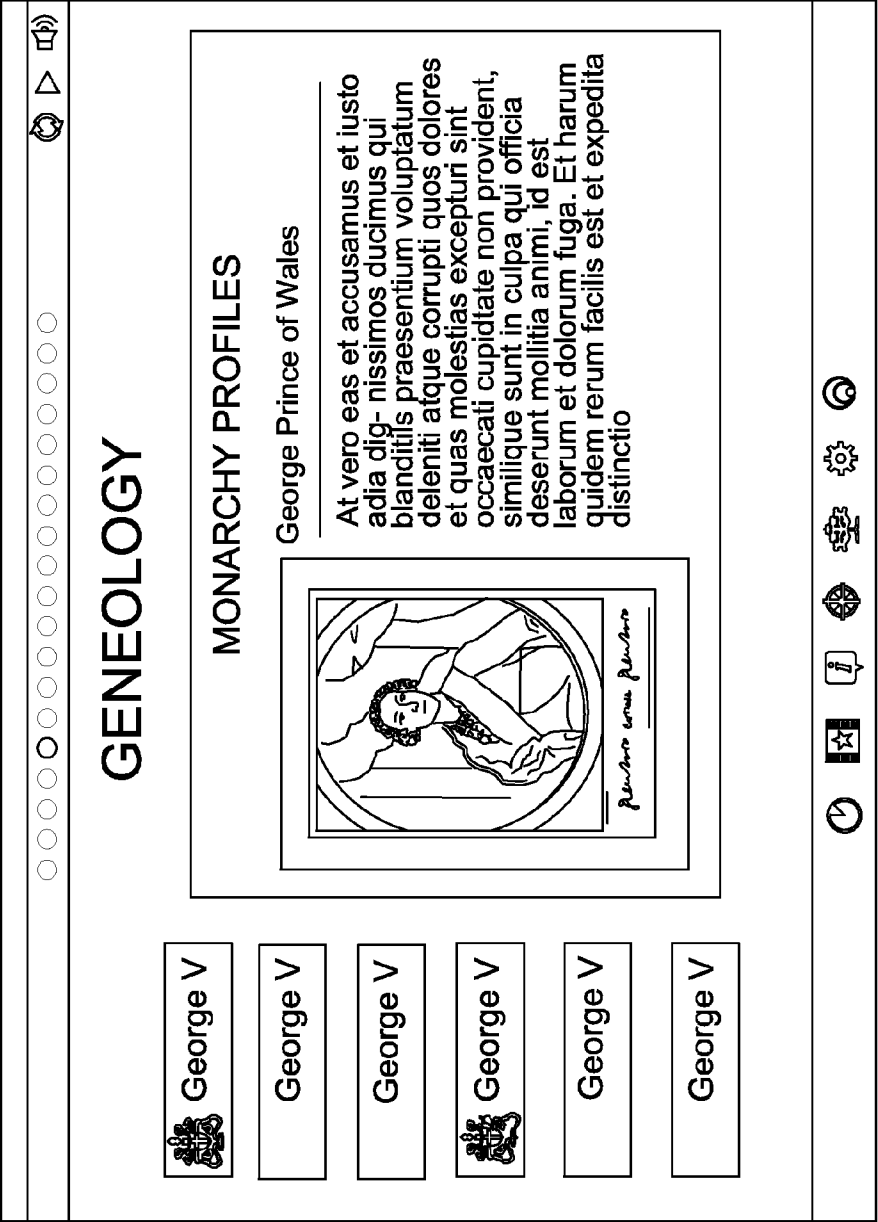 GENEOLOGY
George V
George V
George V
George V
George V
George V
MONARCHY PROFILES
George Prince of Wales
At vero eas et accusamus et iusto
adia dig- nissimos ducimus qui
blanditiis praesentium voluptatum
deleniti atque corrupti quos dolores
et quas molestias excepturi sint
occaecati cupidtate non provident,
similique sunt in culpa qui officia
deserunt mollitia animi, id est
laborum et dolorum fuga. Et harum
quidem rerum facilis est et expedita
distinctio
i